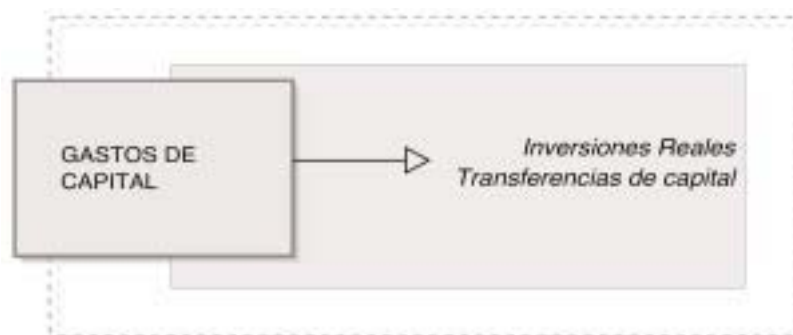 GASTOS DE
CAPITAL
Inversiones Reales
Transferencias de capital